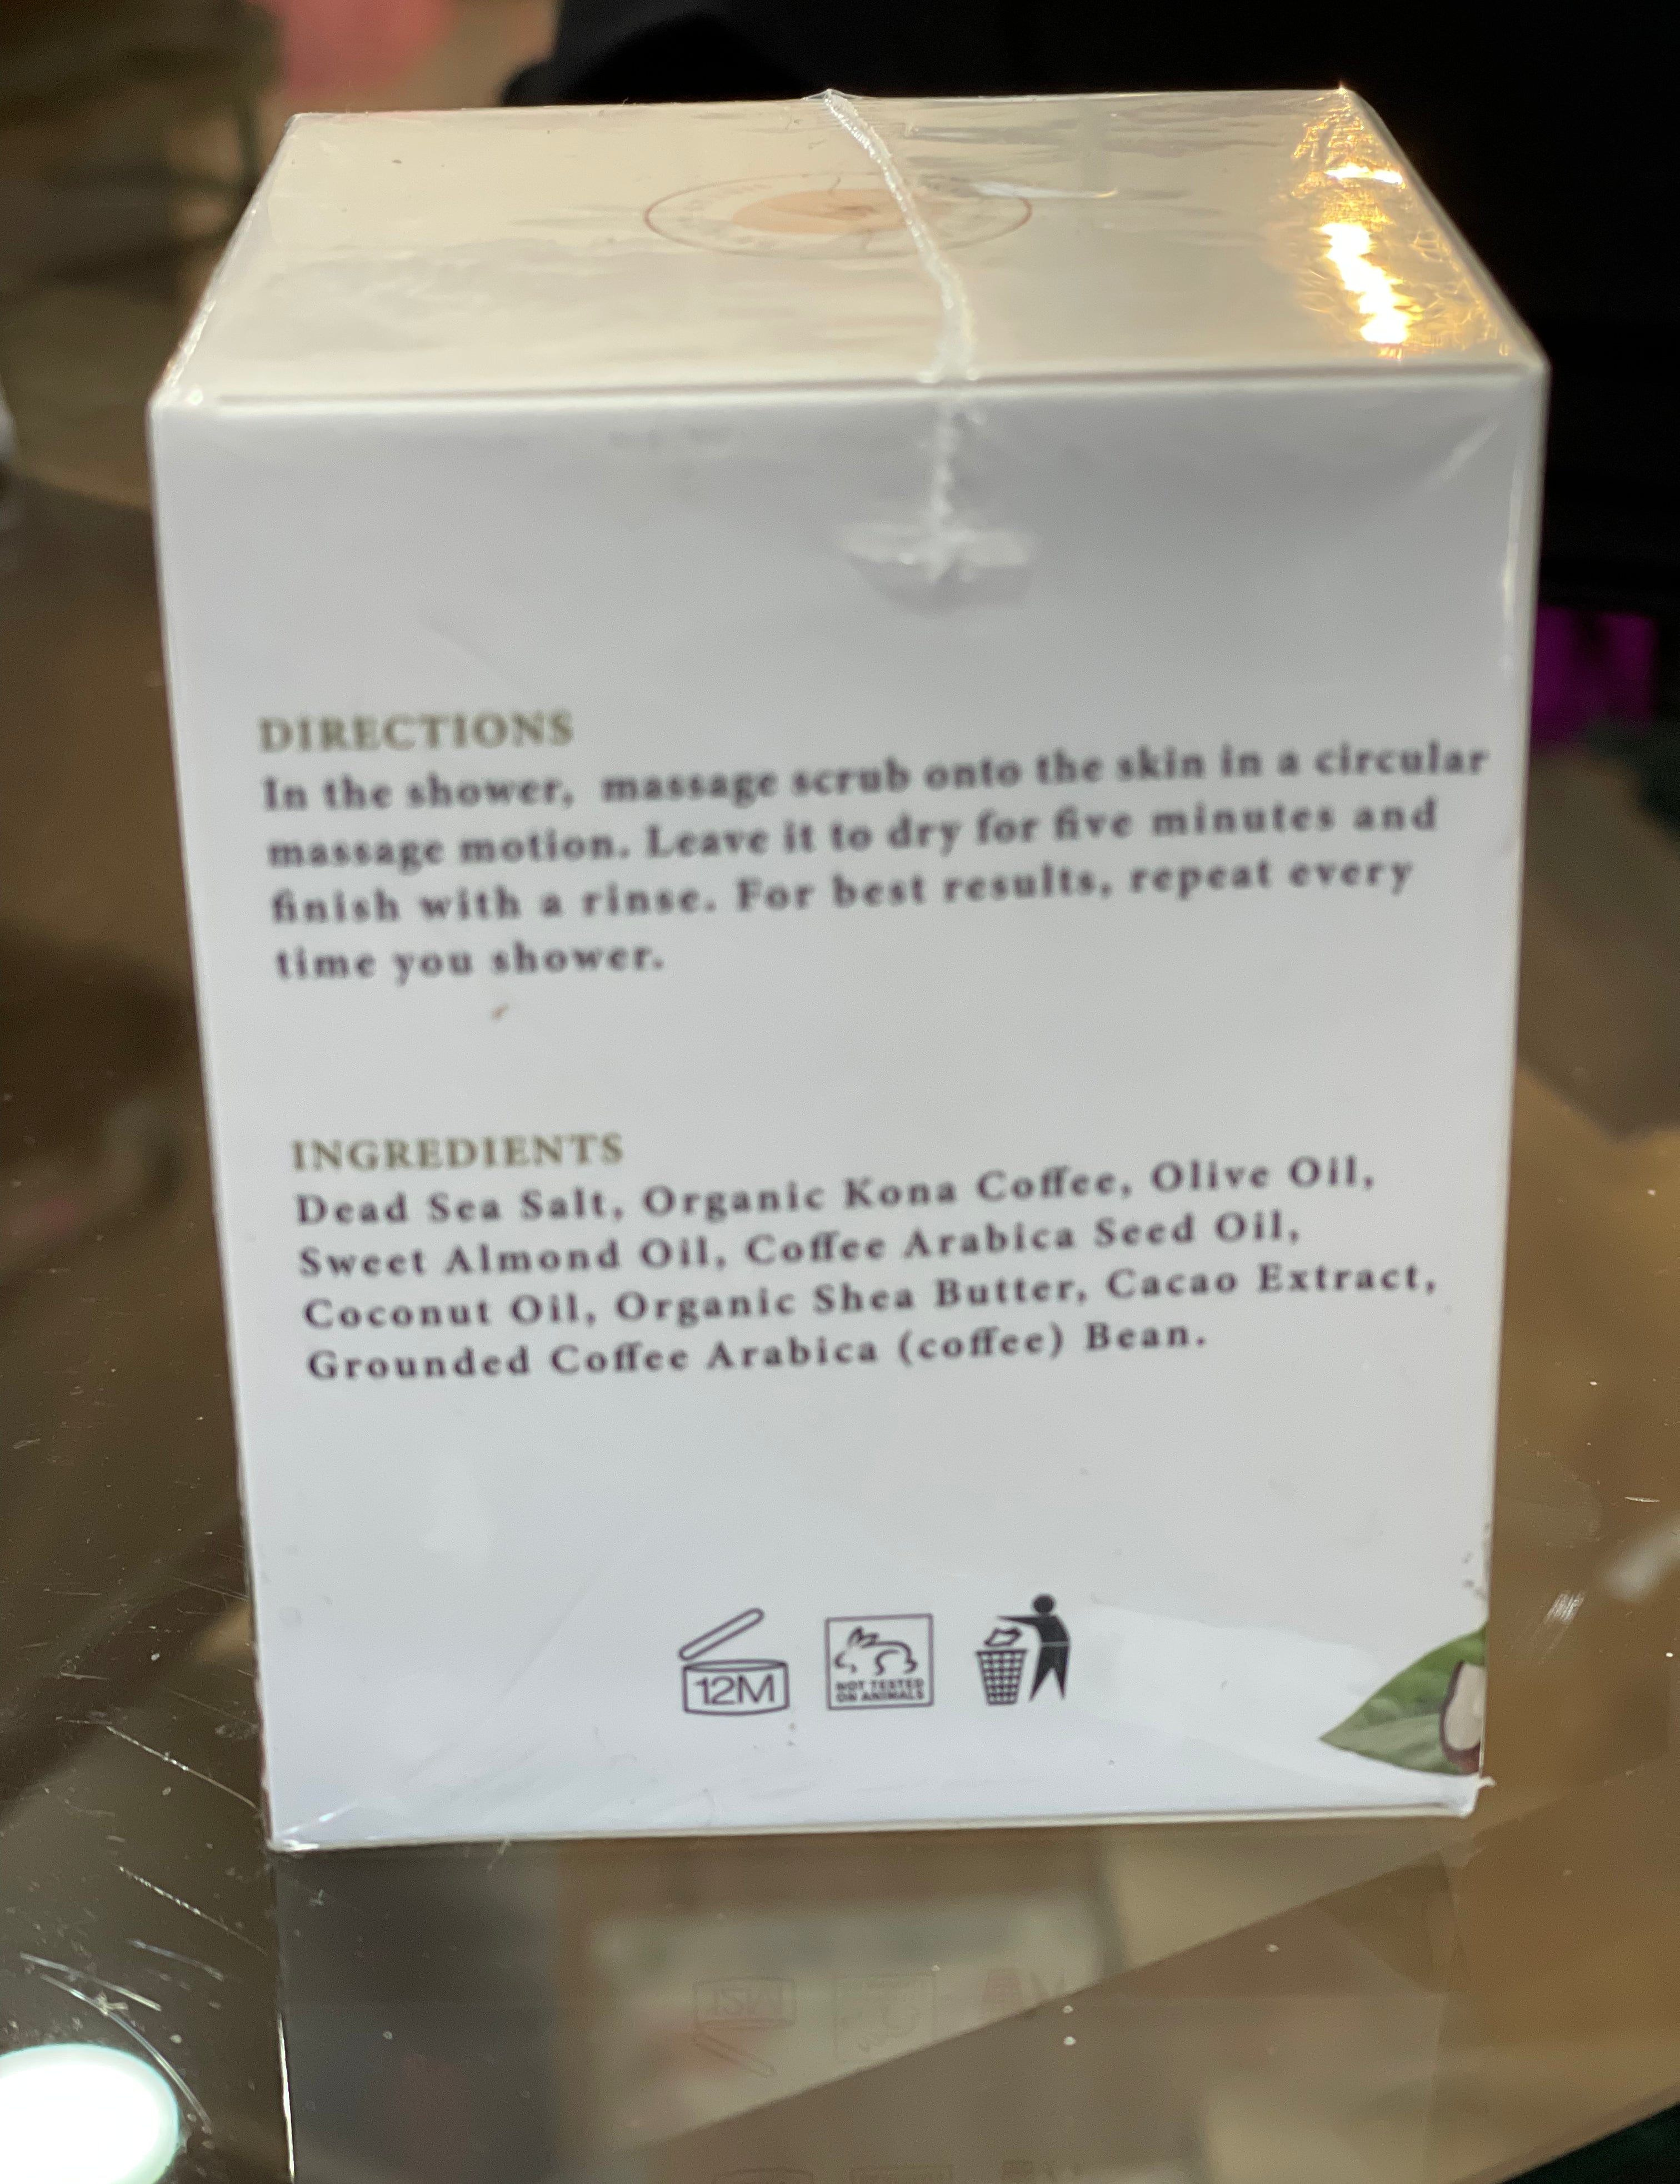 DIRECTIONS
In the shower, massage scrub onto the skin in a circular
massage motion. Leave it to dry for five minutes and
finish with a rinse. For best results, repeat every
time you shower.
INGREDIENTS
Dead Sea Salt, Organic Kona Coffee, Olive Oil,
Sweet Almond Oil, Coffee Arabica Seed Oil,
Coconut Oil, Organic Shea Butter, Cacao Extract,
Grounded Coffee Arabica (coffee) Bean.
12M
NOT TESTED
ON ANIMALS